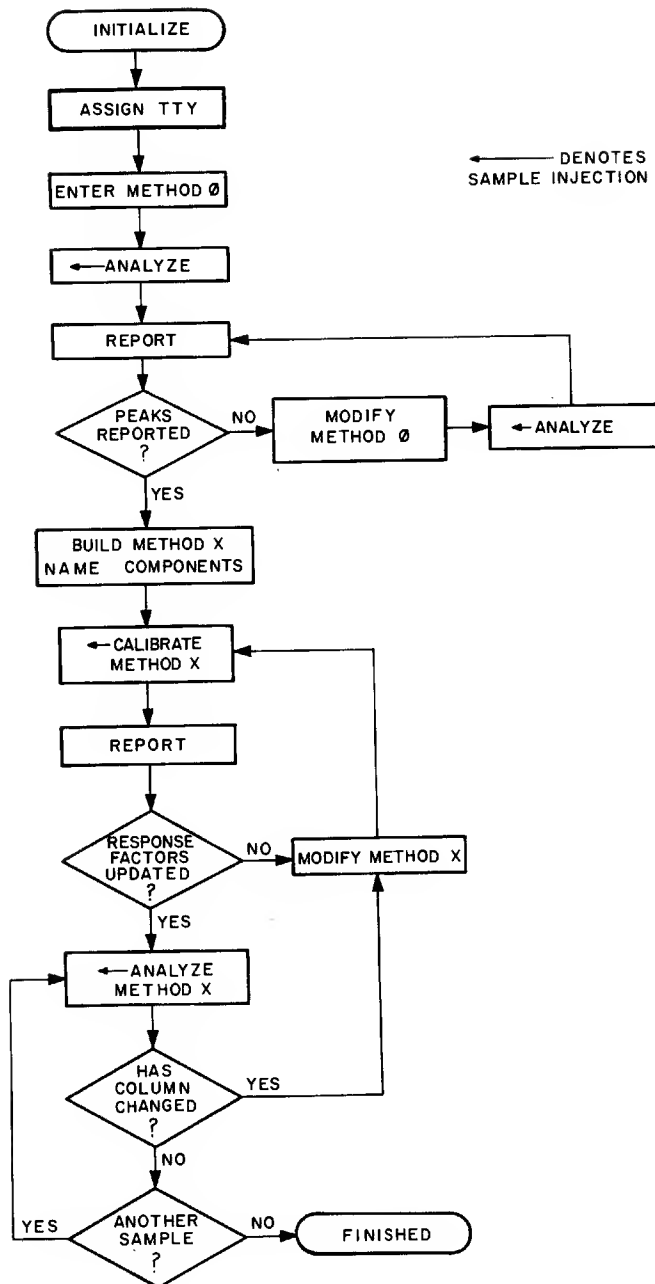 INITIALIZE
ASSIGN TTY
← DENOTES
SAMPLE INJECTION
ENTER METHOD Ø
← ANALYZE
REPORT
PEAKS
REPORTED
?
NO
MODIFY
METHOD Ø
← ANALYZE
YES
BUILD METHOD X
NAME COMPONENTS
← CALIBRATE
METHOD X
REPORT
RESPONSE
FACTORS
UPDATED
?
NO
MODIFY METHOD X
YES
← ANALYZE
METHOD X
HAS
COLUMN
CHANGED
?
YES
NO
YES
ANOTHER
SAMPLE
?
NO
FINISHED